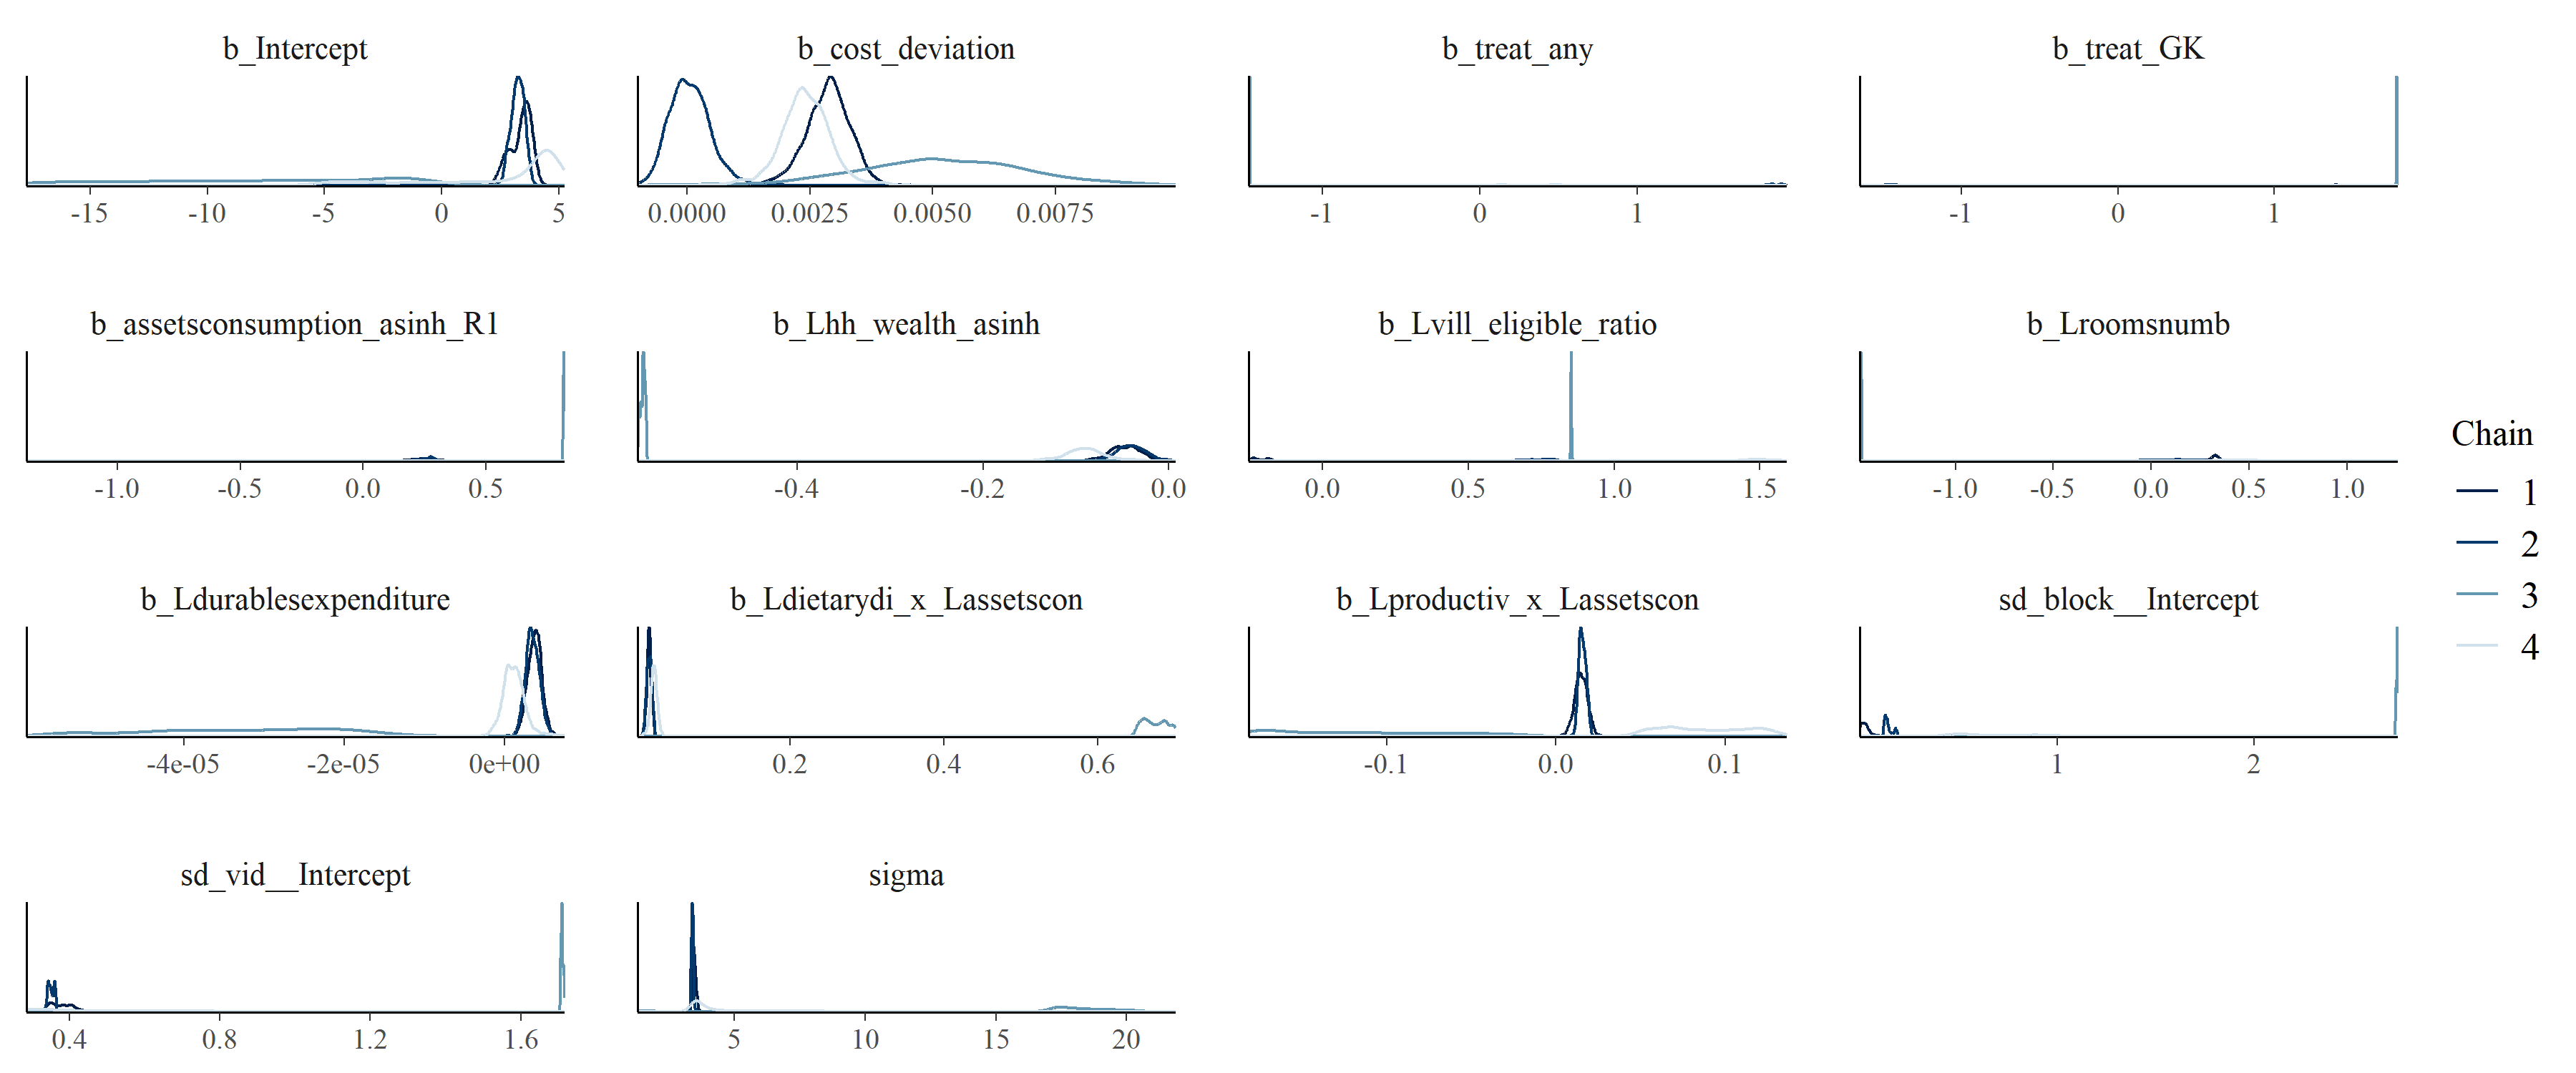 b_Intercept b_cost_deviation b_treat_any b_treat_GK
-15 -10 -5 0 5 0.0000 0.0025 0.0050 0.0075 -1 0 1 -1 0 1
b_assetsconsumption_asinh_R1 b_Lhh_wealth_asinh b_Lvill_eligible_ratio b_Lroomsnumb
-1.0 -0.5 0.0 0.5 -0.4 -0.2 0.0 0.0 0.5 1.0 1.5 -1.0 -0.5 0.0 0.5 1.0
b_Ldurablesexpenditure b_Ldietarydi_x_Lassetscon b_Lproductiv_x_Lassetscon sd_block__Intercept
-4e-05 -2e-05 0e+00 0.2 0.4 0.6 -0.1 0.0 0.1 1 2
sd_vid__Intercept sigma
0.4 0.8 1.2 1.6 5 10 15 20
Chain
1
2
3
4